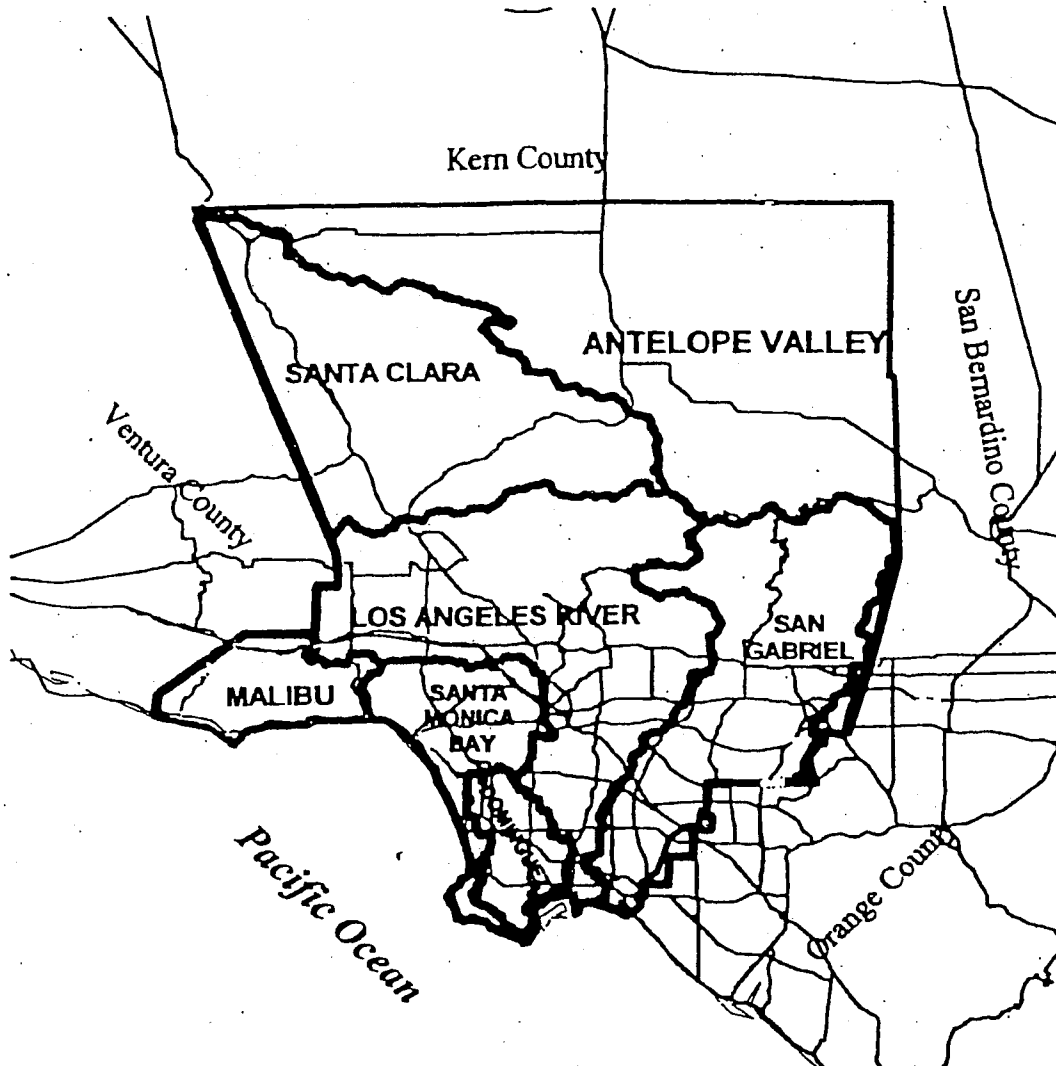 Kern County
ANTELOPE VALLEY
SANTA CLARA
San Bernardino County
Ventura County
LOS ANGELES RIVER
SAN
GABRIEL
MALIBU
SANTA
MONICA
BAY
Pacific Ocean
Orange County